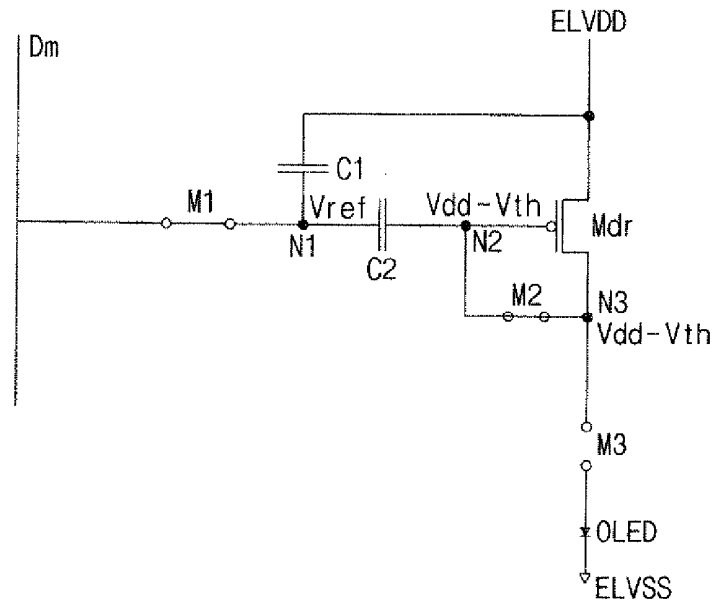 ELVDD
Dm
C1
M1
Vref
Vdd-Vth
N1
C2
N2
Mdr
M2
N3
Vdd-Vth
M3
OLED
ELVSS